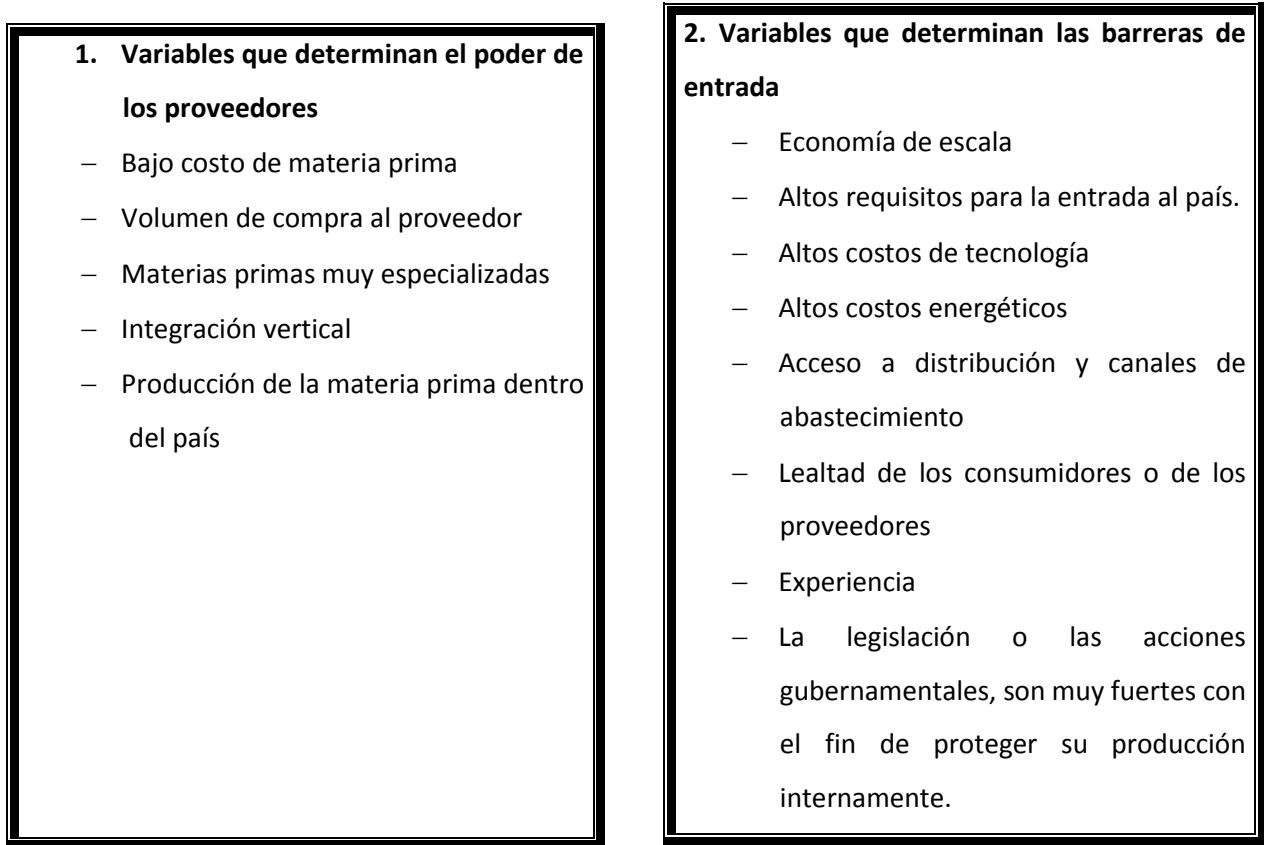 1. Variables que determinan el poder de
los proveedores
− Bajo costo de materia prima
− Volumen de compra al proveedor
− Materias primas muy especializadas
− Integración vertical
− Producción de la materia prima dentro
del país
2. Variables que determinan las barreras de
entrada
− Economía de escala
− Altos requisitos para la entrada al país.
− Altos costos de tecnología
− Altos costos energéticos
− Acceso a distribución y canales de
abastecimiento
− Lealtad de los consumidores o de los
proveedores
− Experiencia
− La legislación o las acciones
gubernamentales, son muy fuertes con
el fin de proteger su producción
internamente.